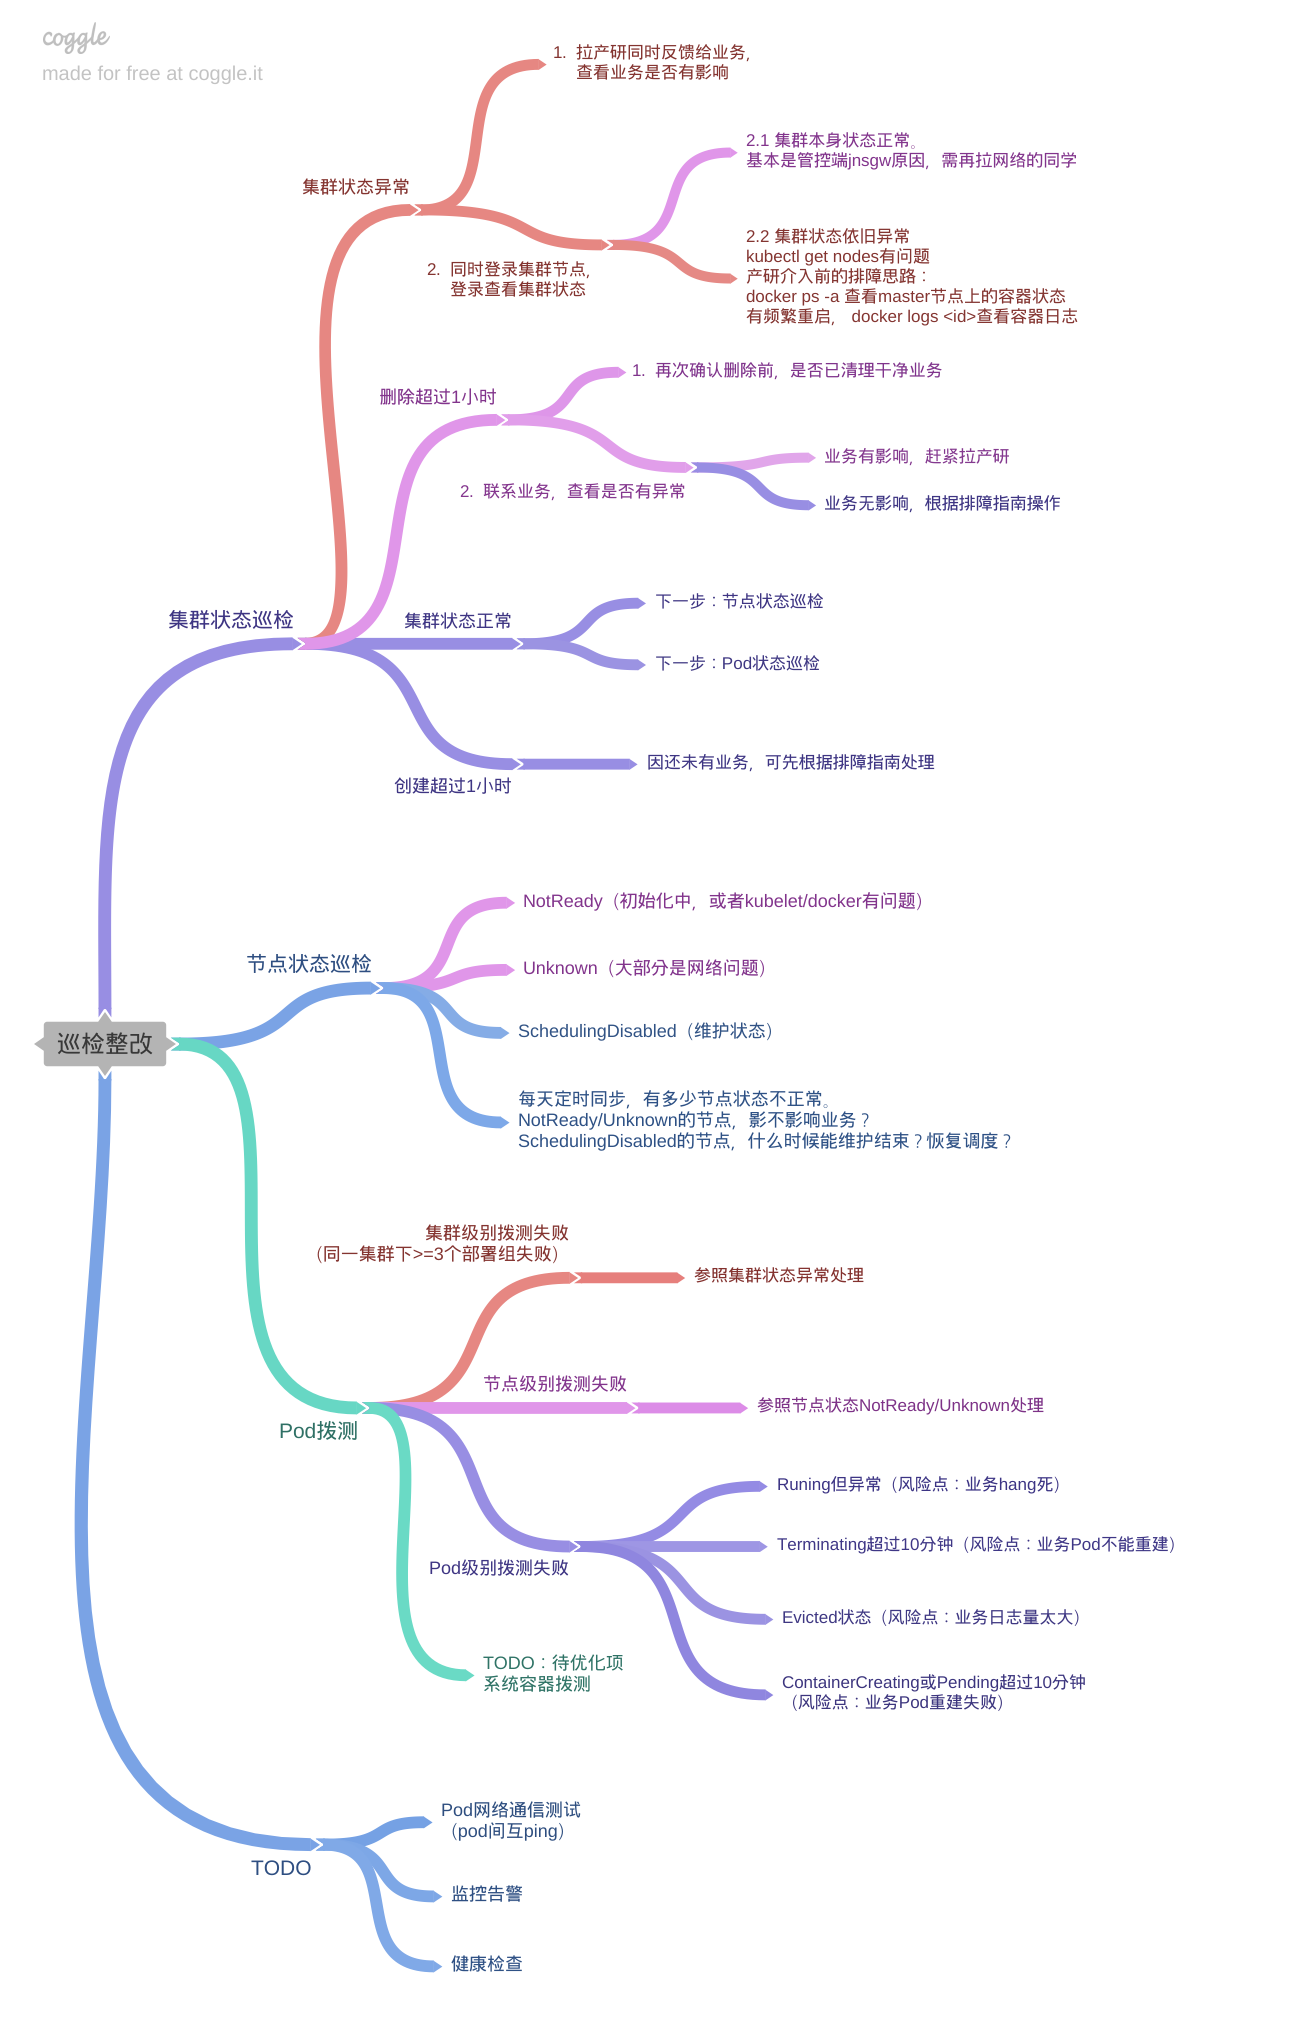 coggle
made for free at coggle.it
1. 拉产研同时反馈给业务，
查看业务是否有影响
2.1 集群本身状态正常。
基本是管控端jnsgw原因，需再拉网络的同学
集群状态异常
2.2 集群状态依旧异常
kubectl get nodes有问题
产研介入前的排障思路：
docker ps -a 查看master节点上的容器状态
有频繁重启， docker logs <id>查看容器日志
2. 同时登录集群节点，
登录查看集群状态
1. 再次确认删除前，是否已清理干净业务
删除超过1小时
业务有影响，赶紧拉产研
2. 联系业务，查看是否有异常
业务无影响，根据排障指南操作
集群状态巡检
集群状态正常
下一步：节点状态巡检
下一步：Pod状态巡检
因还未有业务，可先根据排障指南处理
创建超过1小时
NotReady（初始化中，或者kubelet/docker有问题）
节点状态巡检
Unknown（大部分是网络问题）
SchedulingDisabled（维护状态）
巡检整改
每天定时同步，有多少节点状态不正常。
NotReady/Unknown的节点，影不影响业务？
SchedulingDisabled的节点，什么时候能维护结束？恢复调度？
集群级别拨测失败
（同一集群下>=3个部署组失败）
参照集群状态异常处理
节点级别拨测失败
参照节点状态NotReady/Unknown处理
Pod拨测
Runing但异常（风险点：业务hang死）
Terminating超过10分钟（风险点：业务Pod不能重建）
Pod级别拨测失败
Evicted状态（风险点：业务日志量太大）
TODO：待优化项
系统容器拨测
ContainerCreating或Pending超过10分钟
（风险点：业务Pod重建失败）
Pod网络通信测试
（pod间互ping）
TODO
监控告警
健康检查